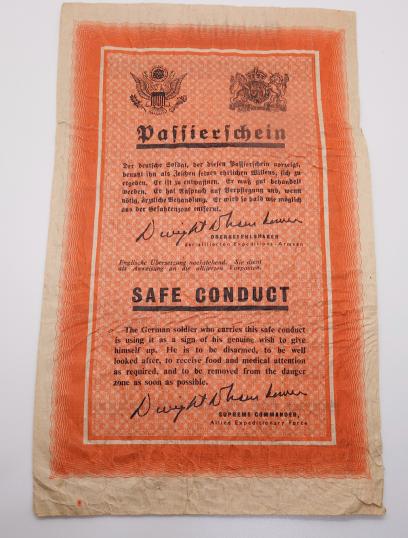 Passierschein
Der deutsche Soldat, der diesen Passierschein vorzeigt,
benutzt ihn als Zeichen seines ehrlichen Willens, sich zu
ergeben. Er ist zu entwaffnen. Er muß gut behandelt
werden. Er hat Anspruch auf Verpflegung und, wenn
nötig, ärztliche Behandlung. Er wird so bald wie möglich
aus der Gefahrenzone entfernt.
Dwight D Eisenhower
OBERBEFEHLSHABER
der alliierten Expeditions-Armeen
Englische Übersetzung nachstehend. Sie dient
als Anweisung an die alliierten Vorposten.
SAFE CONDUCT
The German soldier who carries this safe conduct
is using it as a sign of his genuine wish to give
himself up. He is to be disarmed, to be well
looked after, to receive food and medical attention
as required, and to be removed from the danger
zone as soon as possible.
Dwight D Eisenhower
SUPREME COMMANDER,
Allied Expeditionary Force